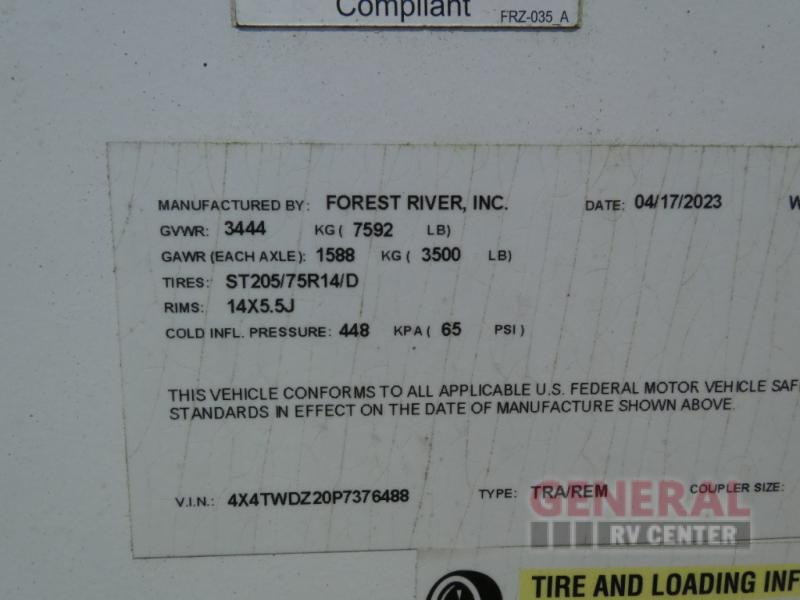 Compliant
FRZ-035_A
MANUFACTURED BY: FOREST RIVER, INC. DATE: 04/17/2023 W
GVWR: 3444 KG ( 7592 LB)
GAWR (EACH AXLE): 1588 KG ( 3500 LB)
TIRES: ST205/75R14/D
RIMS: 14X5.5J
COLD INFL. PRESSURE: 448 KPA ( 65 PSI )
THIS VEHICLE CONFORMS TO ALL APPLICABLE U.S. FEDERAL MOTOR VEHICLE SAF
STANDARDS IN EFFECT ON THE DATE OF MANUFACTURE SHOWN ABOVE.
V.I.N.: 4X4TWDZ20P7376488 TYPE: TRA/REM COUPLER SIZE:
GENERAL
RV CENTER
TIRE AND LOADING INF